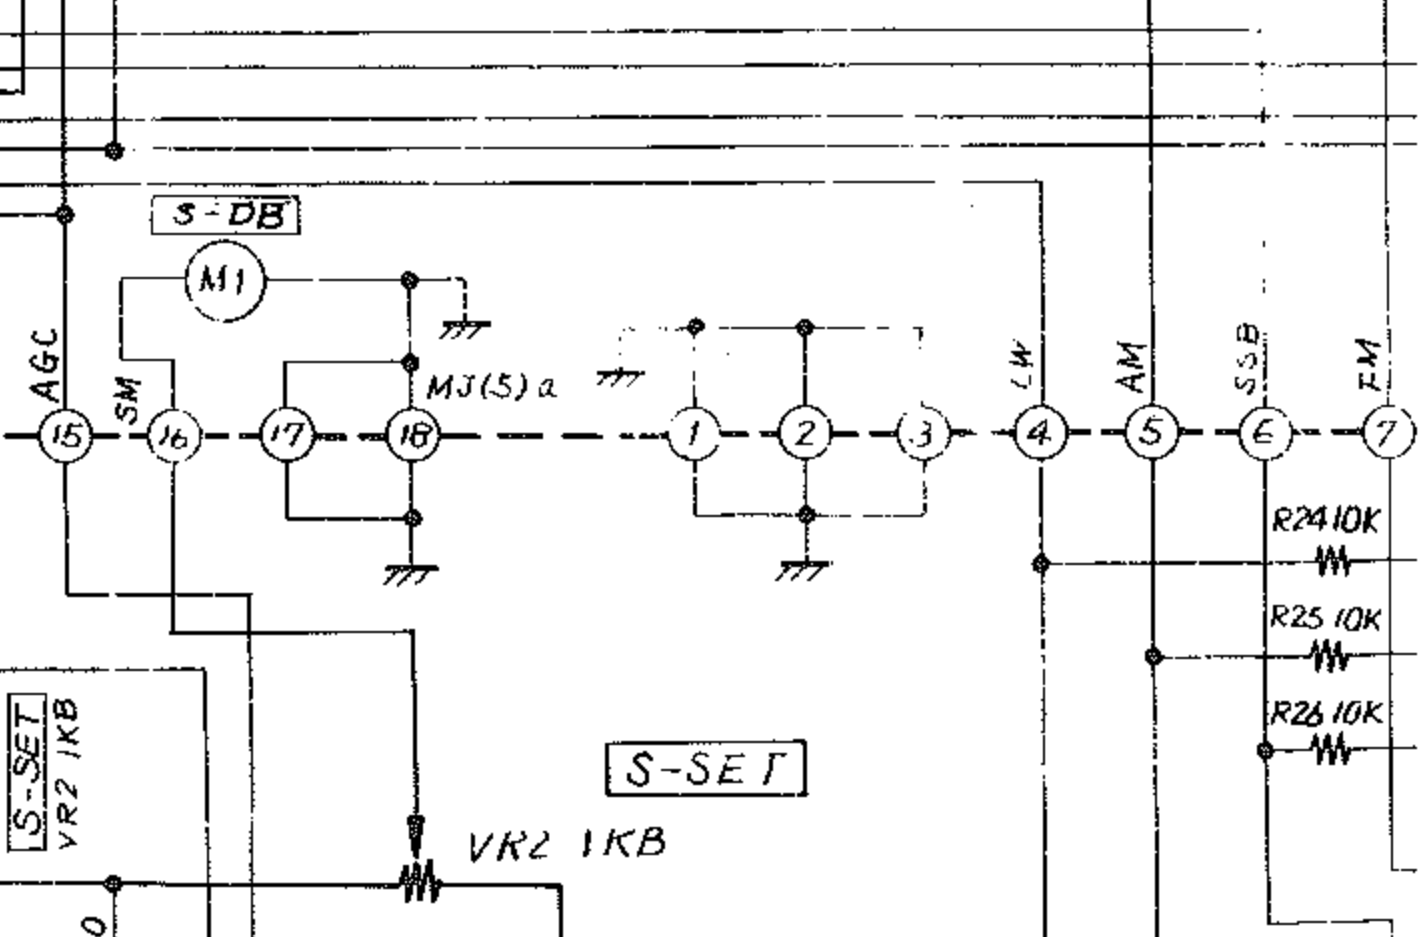 S-DB
M1
AGC
SM
MJ(5)a
LW
AM
SSB
FM
15 16 17 18 1 2 3 4 5 6 7
R24 10K
R25 10K
R26 10K
S-SET
VR2 1KB
S-SET
VR2 1KB